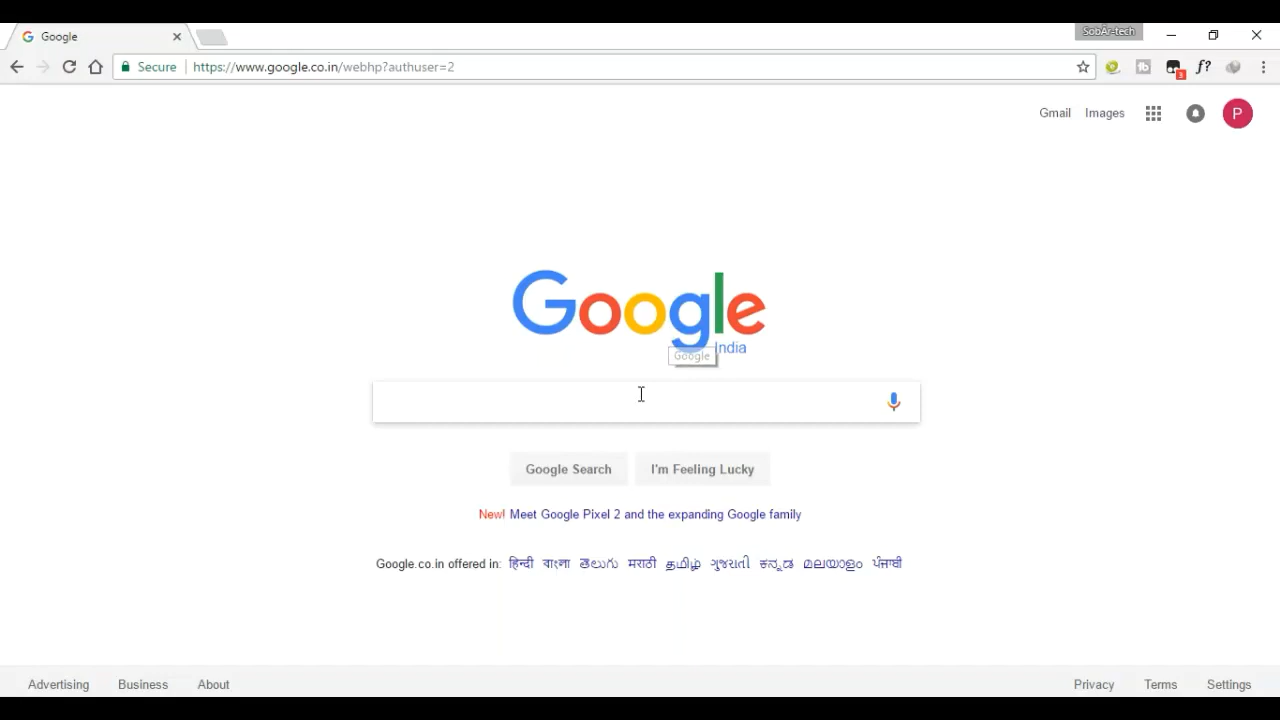 Google
SobAr-tech
Secure https://www.google.co.in/webhp?authuser=2
3 f?
Gmail Images P
Google
India
Google
Google Search I'm Feeling Lucky
New! Meet Google Pixel 2 and the expanding Google family
Google.co.in offered in: हिन्दी বাংলা తెలుగు मराठी தமிழ் ગુજરાતી ಕನ್ನಡ മലയാളം ਪੰਜਾਬੀ
Advertising Business About Privacy Terms Settings